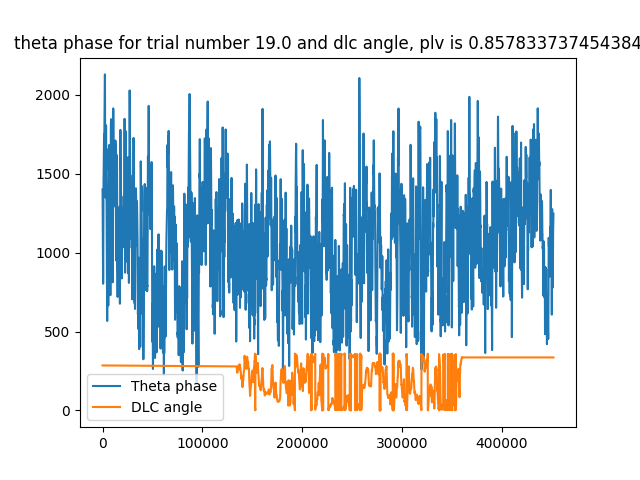 theta phase for trial number 19.0 and dlc angle, plv is 0.857833737454384
2000
1500
1000
500
0
Theta phase
DLC angle
0 100000 200000 300000 400000